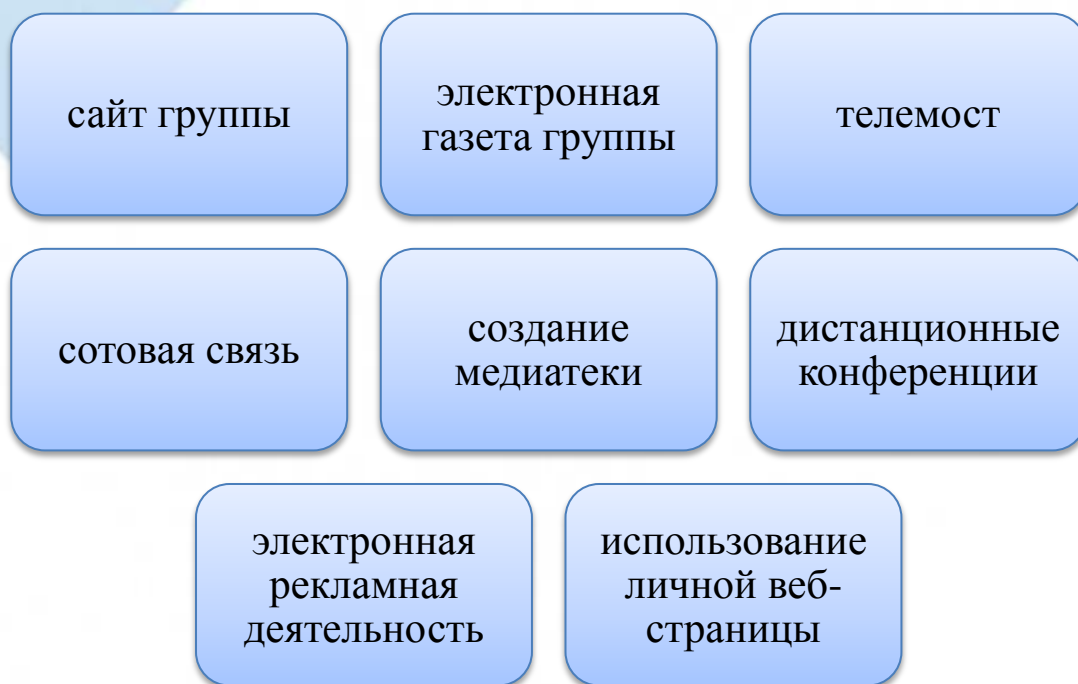 сайт группы
электронная
газета группы
телемост
сотовая связь
создание
медиатеки
дистанционные
конференции
электронная
рекламная
деятельность
использование
личной веб-
страницы